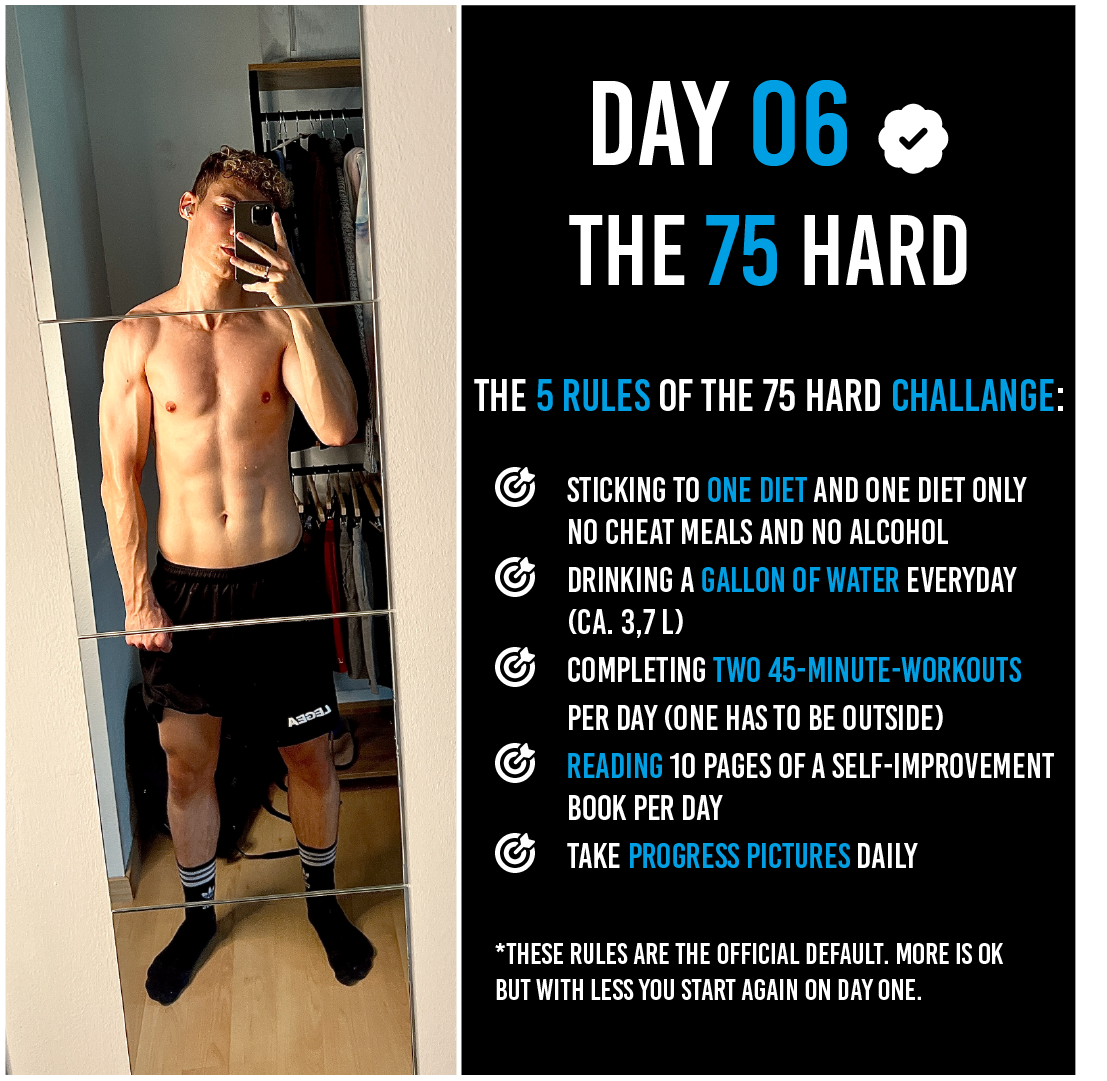 DAY 06
THE 75 HARD
THE 5 RULES OF THE 75 HARD CHALLANGE:
STICKING TO ONE DIET AND ONE DIET ONLY
NO CHEAT MEALS AND NO ALCOHOL
DRINKING A GALLON OF WATER EVERYDAY
(CA. 3,7 L)
COMPLETING TWO 45-MINUTE-WORKOUTS
PER DAY (ONE HAS TO BE OUTSIDE)
READING 10 PAGES OF A SELF-IMPROVEMENT
BOOK PER DAY
TAKE PROGRESS PICTURES DAILY
*THESE RULES ARE THE OFFICIAL DEFAULT. MORE IS OK
BUT WITH LESS YOU START AGAIN ON DAY ONE.
LEGEA